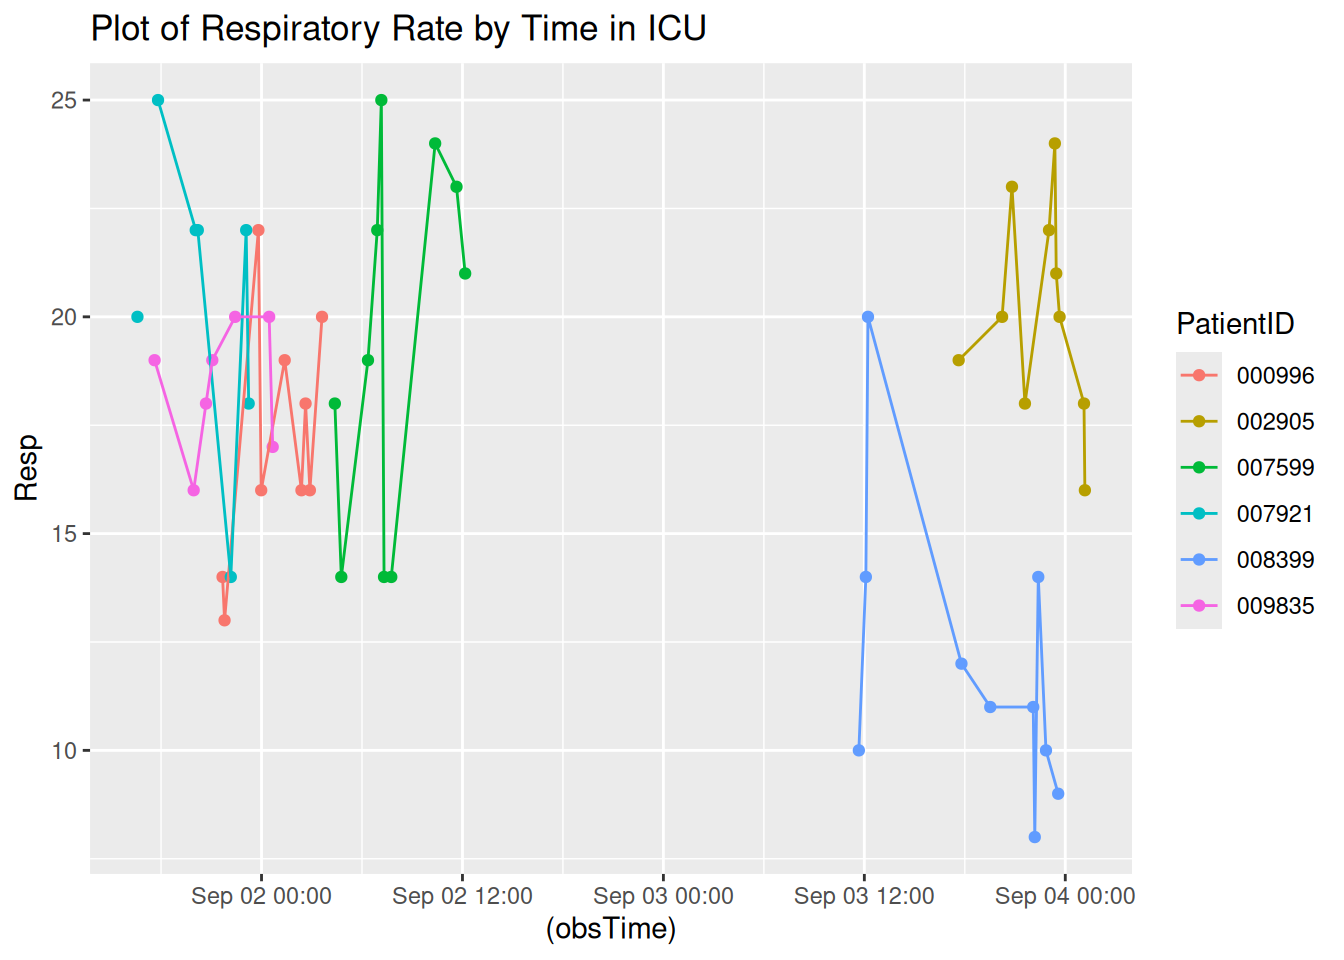 Plot of Respiratory Rate by Time in ICU
25
20
15
10
Resp
Sep 02 00:00
Sep 02 12:00
Sep 03 00:00
Sep 03 12:00
Sep 04 00:00
(obsTime)
PatientID
000996
002905
007599
007921
008399
009835